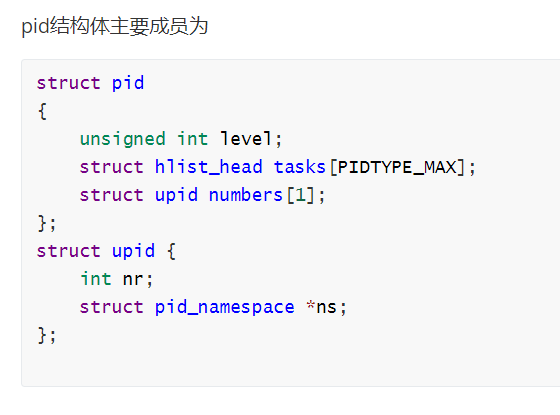 pid结构体主要成员为
struct pid
{
    unsigned int level;
    struct hlist_head tasks[PIDTYPE_MAX];
    struct upid numbers[1];
};
struct upid {
    int nr;
    struct pid_namespace *ns;
};